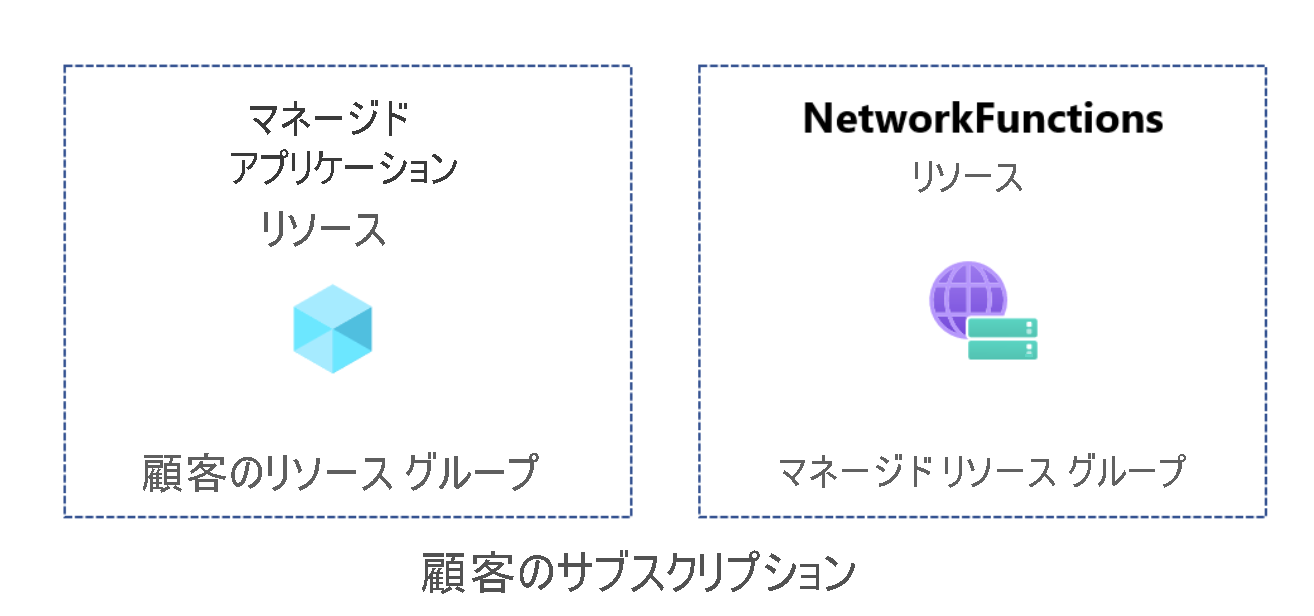 マネージド
アプリケーション
リソース
顧客のリソース グループ
NetworkFunctions
リソース
マネージド リソース グループ
顧客のサブスクリプション